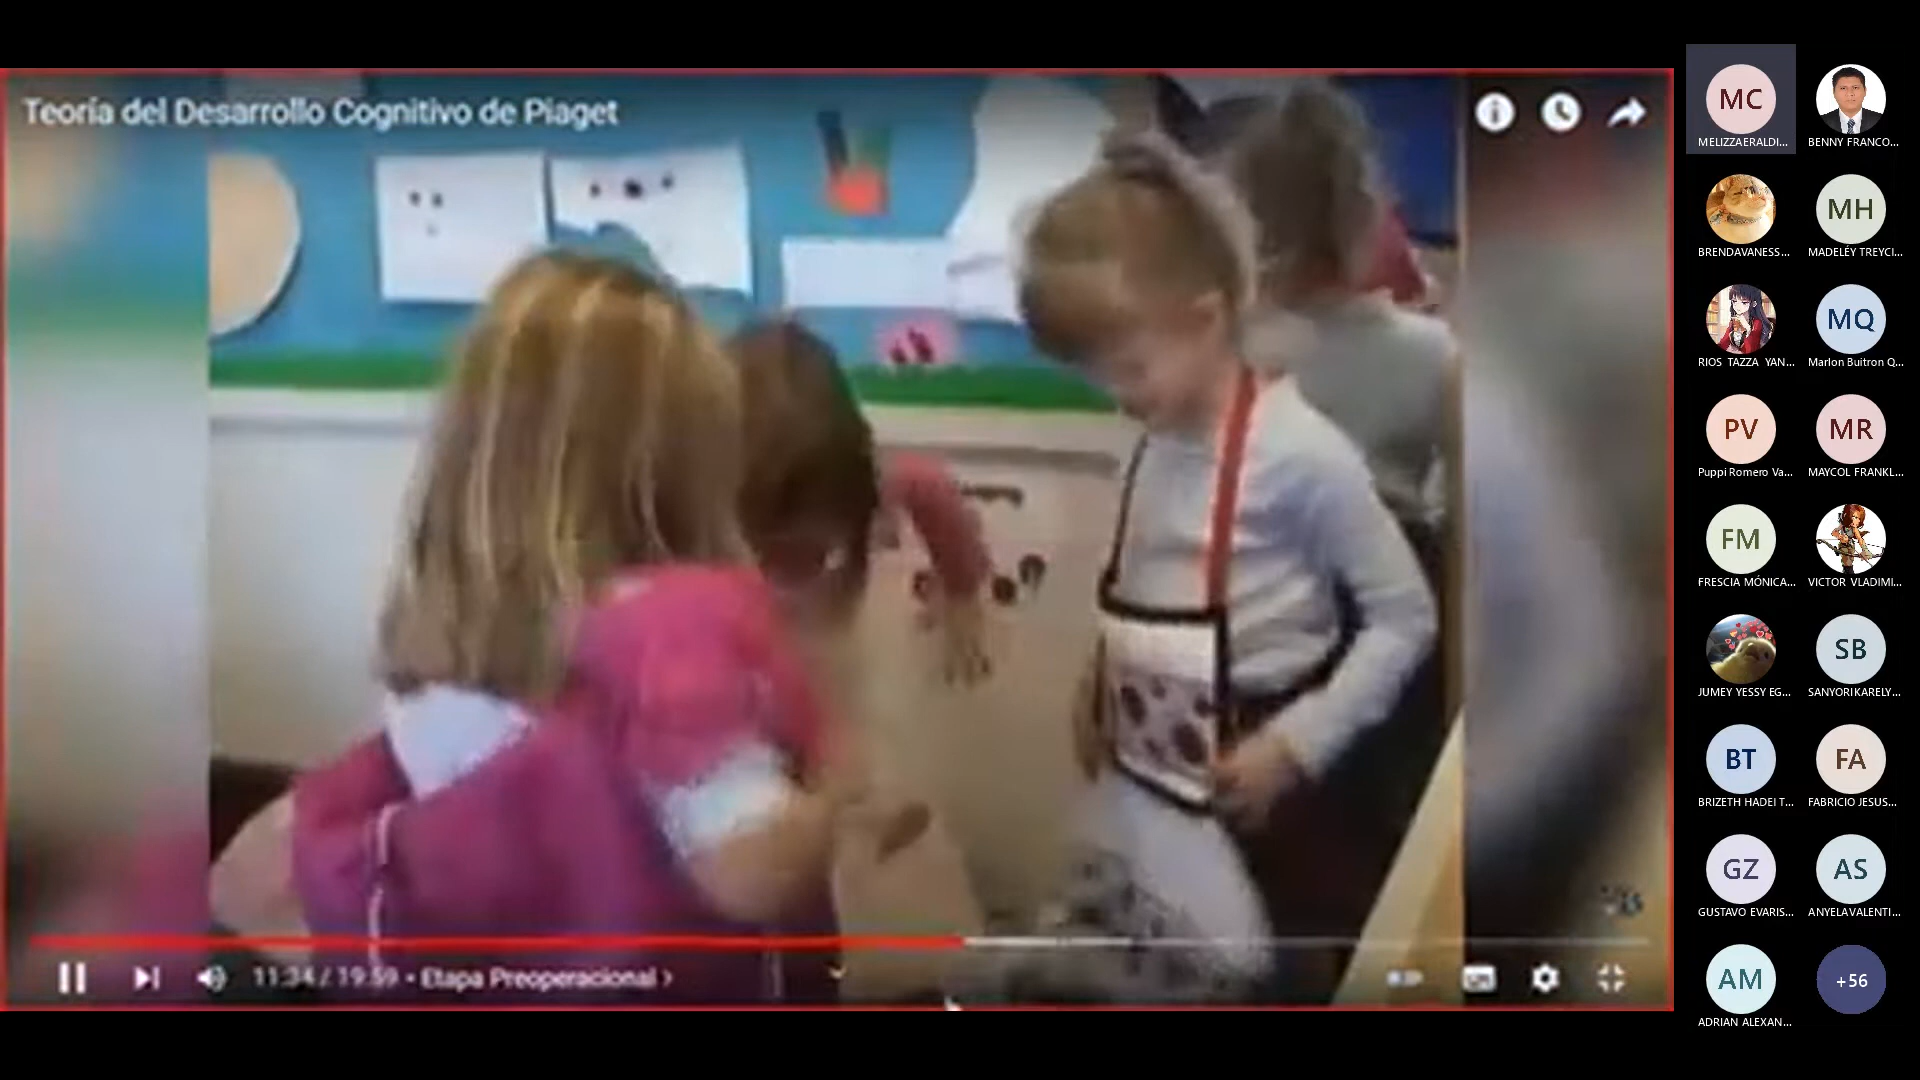 Teoría del Desarrollo Cognitivo de Piaget
11:34 / 19:59 • Etapa Preoperacional ›
MC
MELIZZAERALDI...
BENNY FRANCO...
BRENDAVANESS...
MH
MADELÉY TREYCI...
RIOS TAZZA YAN...
MQ
Marlon Buitron Q...
PV
Puppi Romero Va...
MR
MAYCOL FRANKL...
FM
FRESCIA MÓNICA...
VICTOR VLADIMI...
JUMEY YESSY EG...
SB
SANYORIKARELY...
BT
BRIZETH HADEI T...
FA
FABRICIO JESUS...
GZ
GUSTAVO EVARIS...
AS
ANYELAVALENTI...
AM
ADRIAN ALEXAN...
+56